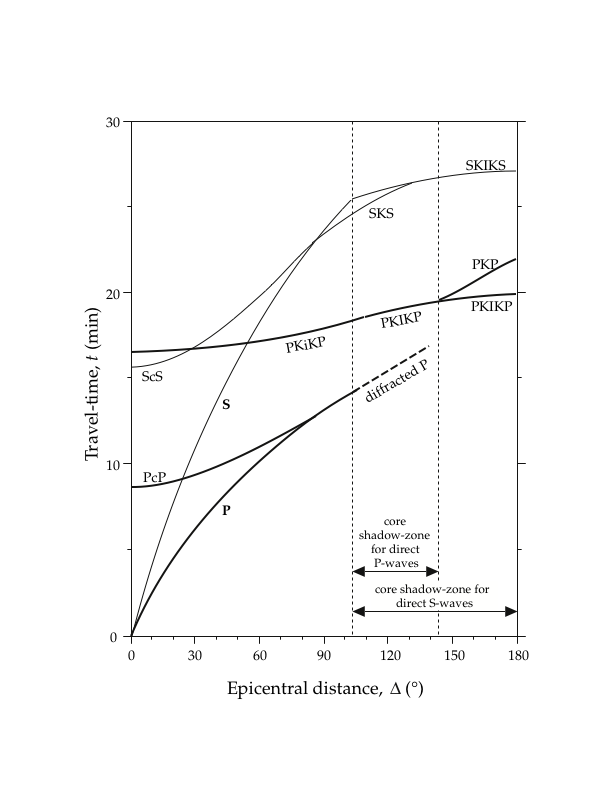 30
SKIKS
SKS
PKP
20
PKIKP
PKIKP
PKiKP
ScS
diffracted P
S
Travel-time, t (min)
10
PcP
P
core
shadow-zone
for direct
P-waves
core shadow-zone for
direct S-waves
0
0 30 60 90 120 150 180
Epicentral distance, Δ (°)